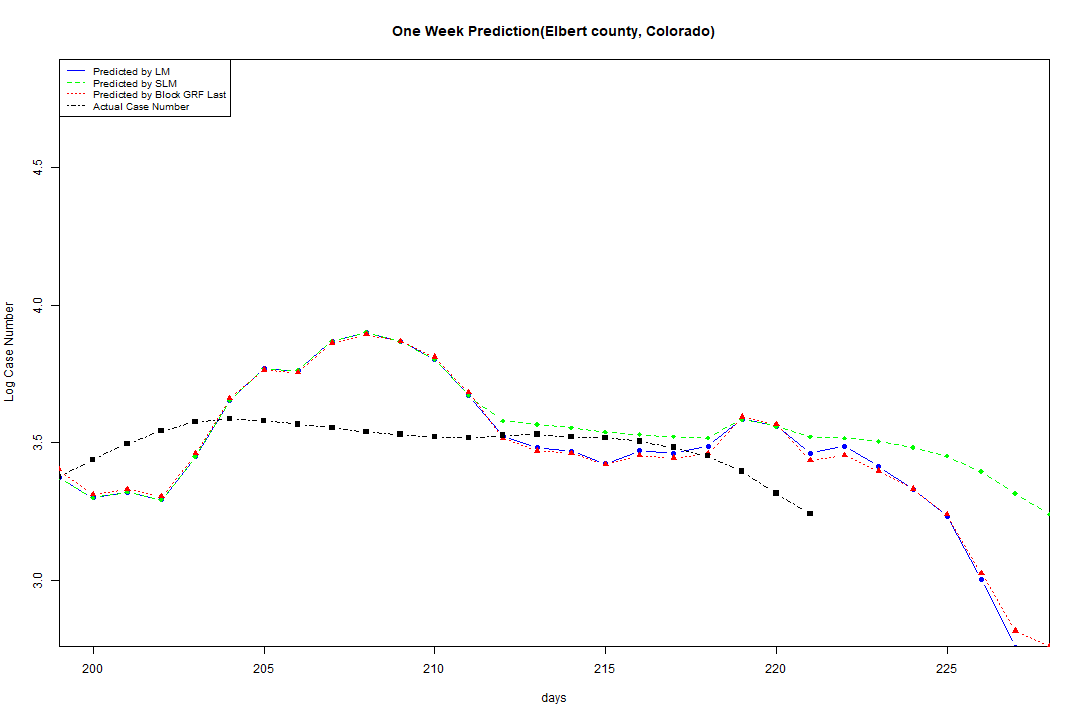 One Week Prediction(Elbert county, Colorado)
Predicted by LM
Predicted by SLM
Predicted by Block GRF Last
Actual Case Number
4.5
4.0
3.5
3.0
Log Case Number
200 205 210 215 220 225
days